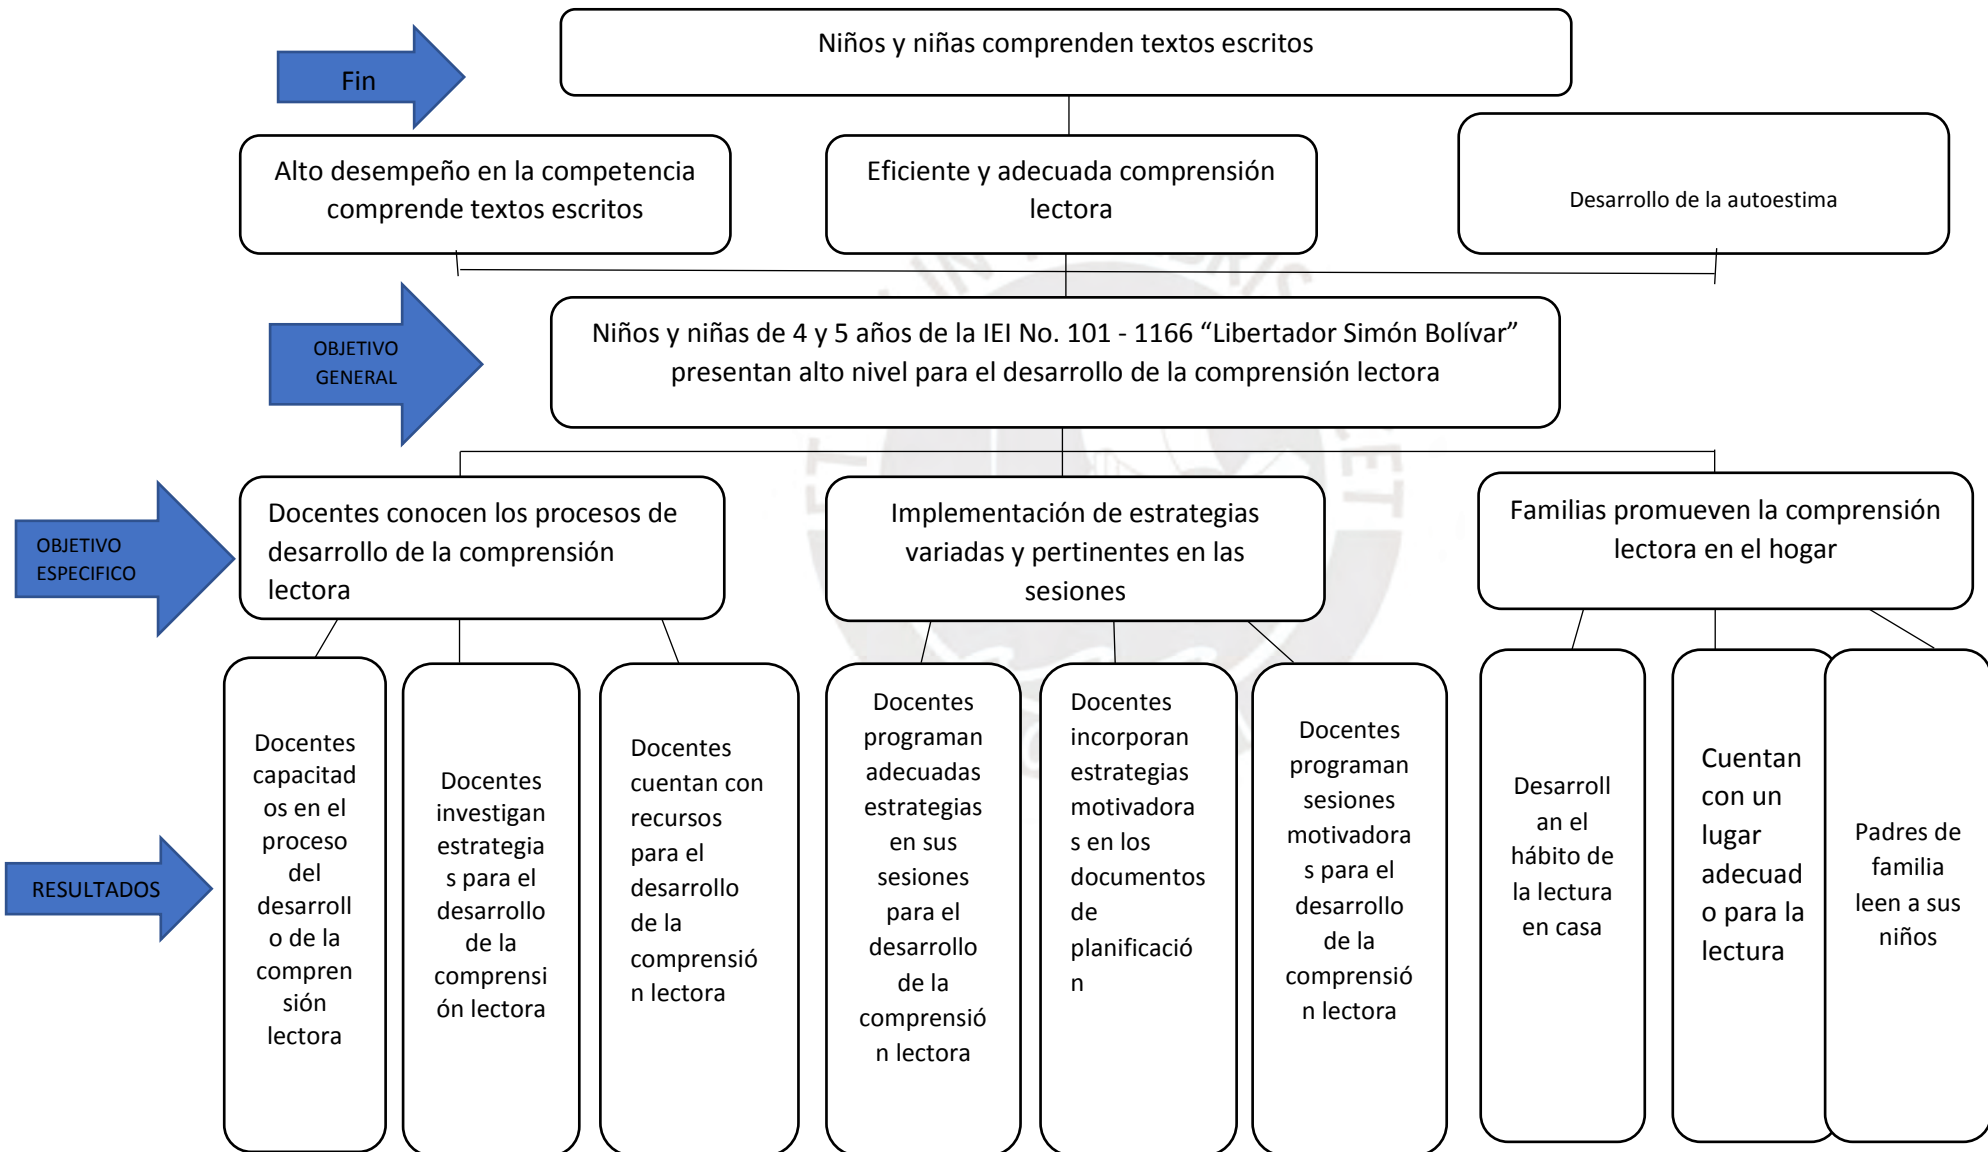 Fin
Niños y niñas comprenden textos escritos
Alto desempeño en la competencia
comprende textos escritos
Eficiente y adecuada comprensión
lectora
Desarrollo de la autoestima
OBJETIVO
GENERAL
Niños y niñas de 4 y 5 años de la IEI No. 101 - 1166 “Libertador Simón Bolívar”
presentan alto nivel para el desarrollo de la comprensión lectora
OBJETIVO
ESPECIFICO
Docentes conocen los procesos de
desarrollo de la comprensión
lectora
Implementación de estrategias
variadas y pertinentes en las
sesiones
Familias promueven la comprensión
lectora en el hogar
RESULTADOS
Docentes
capacitad
os en el
proceso
del
desarroll
o de la
compren
sión
lectora
Docentes
investigan
estrategia
s para el
desarrollo
de la
comprensi
ón lectora
Docentes
cuentan con
recursos
para el
desarrollo
de la
comprensió
n lectora
Docentes
programan
adecuadas
estrategias
en sus
sesiones
para el
desarrollo
de la
comprensió
n lectora
Docentes
incorporan
estrategias
motivadora
s en los
documentos
de
planificació
n
Docentes
programan
sesiones
motivadora
s para el
desarrollo
de la
comprensió
n lectora
Desarroll
an el
hábito de
la lectura
en casa
Cuentan
con un
lugar
adecuad
o para la
lectura
Padres de
familia
leen a sus
niños